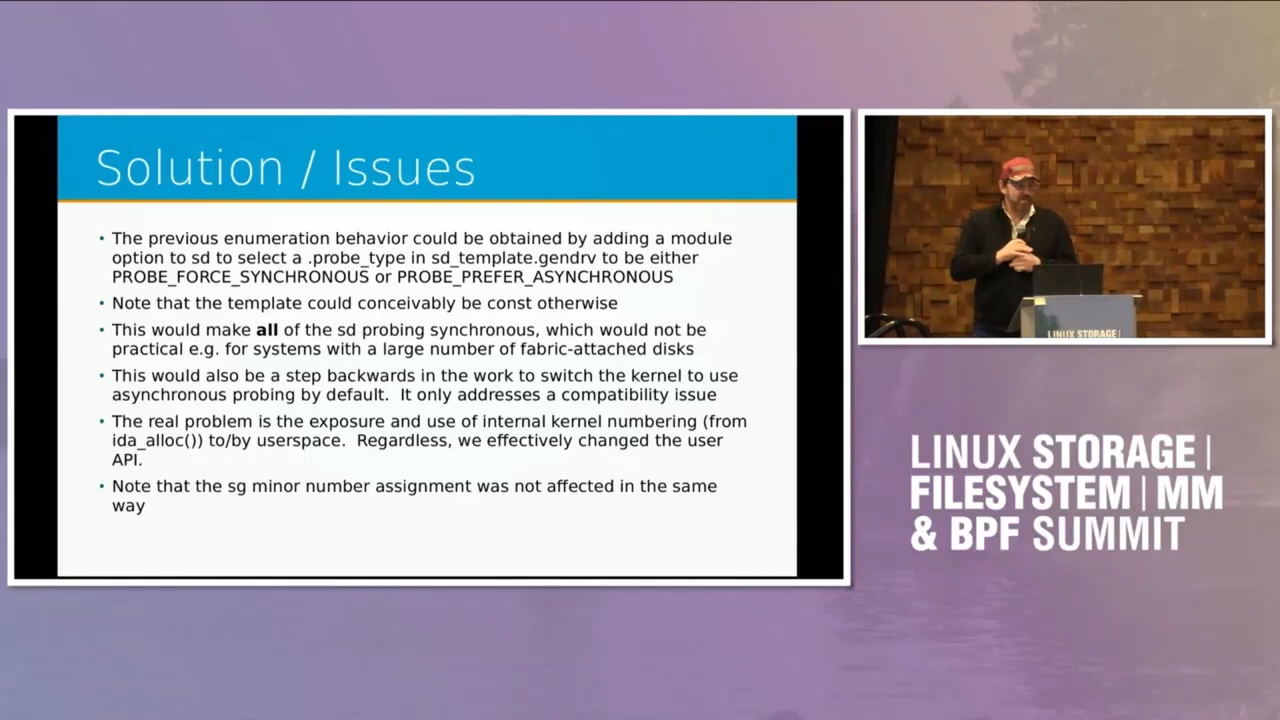 Solution / Issues
• The previous enumeration behavior could be obtained by adding a module
option to sd to select a .probe_type in sd_template.gendrv to be either
PROBE_FORCE_SYNCHRONOUS or PROBE_PREFER_ASYNCHRONOUS
• Note that the template could conceivably be const otherwise
• This would make all of the sd probing synchronous, which would not be
practical e.g. for systems with a large number of fabric-attached disks
• This would also be a step backwards in the work to switch the kernel to use
asynchronous probing by default.  It only addresses a compatibility issue
• The real problem is the exposure and use of internal kernel numbering (from
ida_alloc()) to/by userspace.  Regardless, we effectively changed the user
API.
• Note that the sg minor number assignment was not affected in the same
way
LINUX STORAGE|
LINUX STORAGE|
FILESYSTEM|MM
& BPF SUMMIT